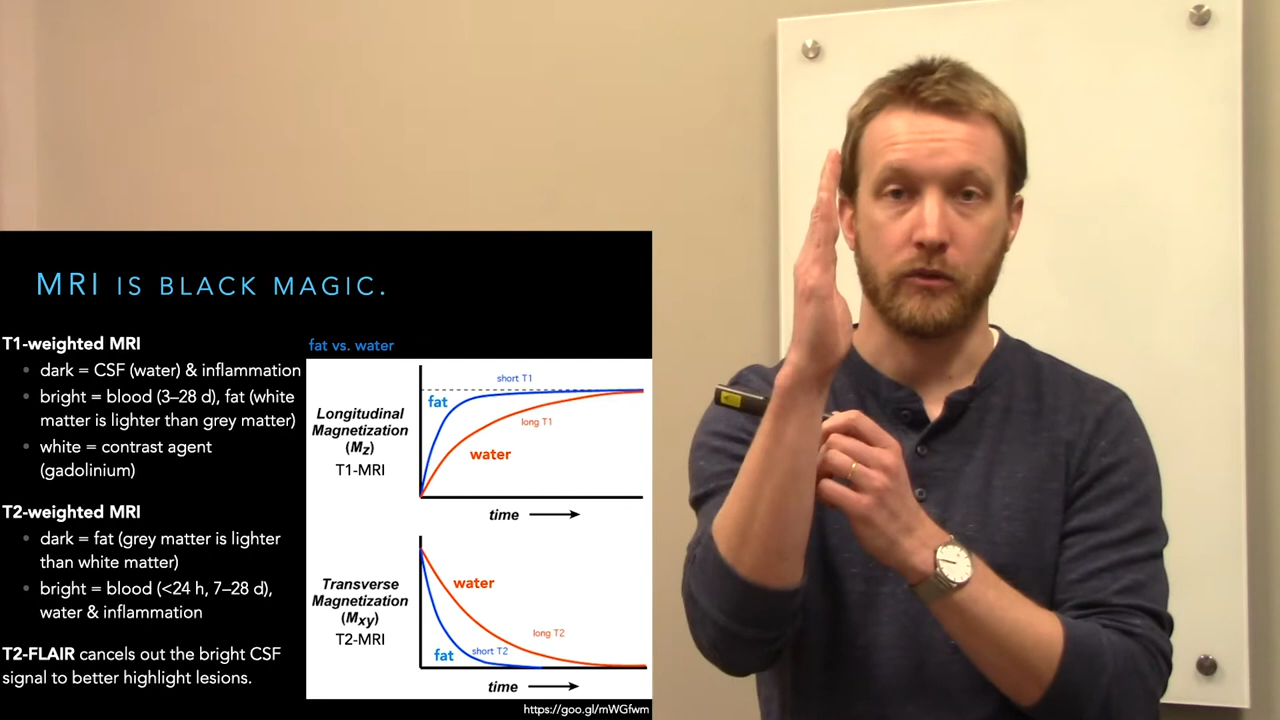 MRI IS BLACK MAGIC.
T1-weighted MRI
• dark = CSF (water) & inflammation
• bright = blood (3–28 d), fat (white
matter is lighter than grey matter)
• white = contrast agent
(gadolinium)
T2-weighted MRI
• dark = fat (grey matter is lighter
than white matter)
• bright = blood (<24 h, 7–28 d),
water & inflammation
T2-FLAIR cancels out the bright CSF
signal to better highlight lesions.
fat vs. water
Longitudinal
Magnetization
(Mz)
T1-MRI
short T1
fat
long T1
water
time
Transverse
Magnetization
(Mxy)
T2-MRI
water
long T2
fat
short T2
time
https://goo.gl/mWGfwm